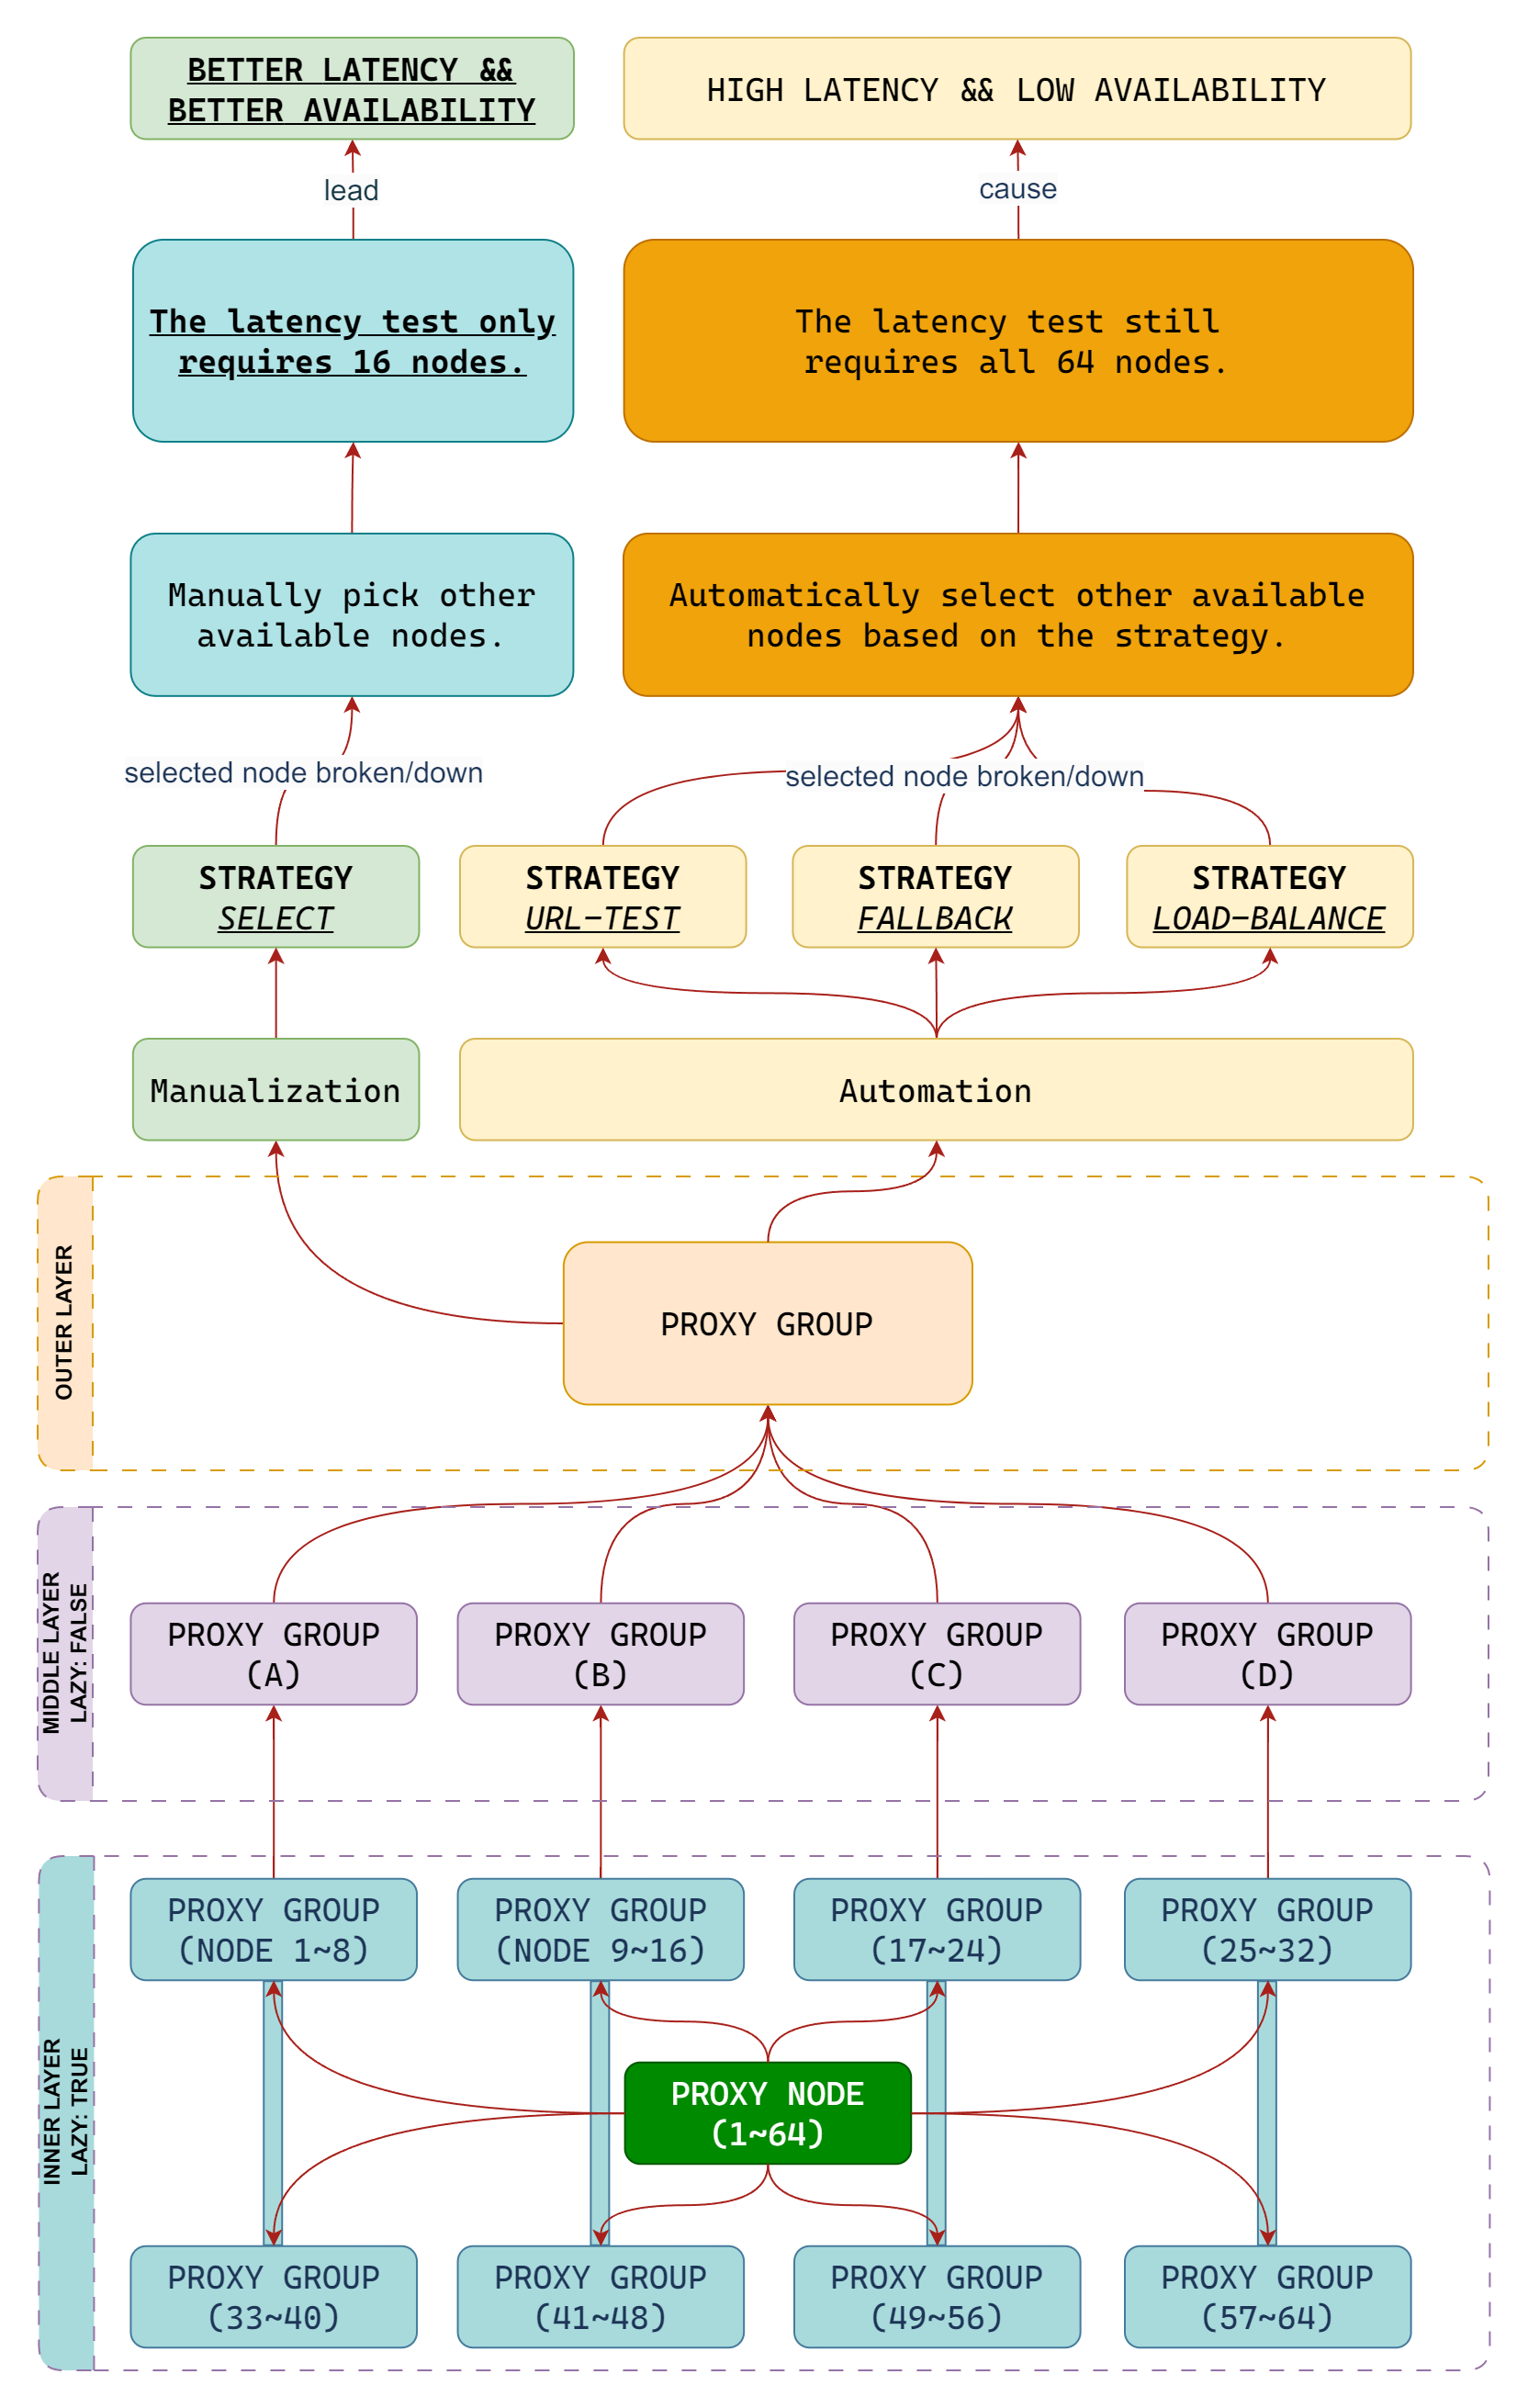 BETTER LATENCY &&
BETTER AVAILABILITY
HIGH LATENCY && LOW AVAILABILITY
lead
cause
The latency test only
requires 16 nodes.
The latency test still
requires all 64 nodes.
Manually pick other
available nodes.
Automatically select other available
nodes based on the strategy.
selected node broken/down
selected node broken/down
STRATEGY
SELECT
STRATEGY
URL-TEST
STRATEGY
FALLBACK
STRATEGY
LOAD-BALANCE
Manualization
Automation
OUTER LAYER
PROXY GROUP
MIDDLE LAYER
LAZY: FALSE
PROXY GROUP
(A)
PROXY GROUP
(B)
PROXY GROUP
(C)
PROXY GROUP
(D)
INNER LAYER
LAZY: TRUE
PROXY GROUP
(NODE 1~8)
PROXY GROUP
(NODE 9~16)
PROXY GROUP
(17~24)
PROXY GROUP
(25~32)
PROXY NODE
(1~64)
PROXY GROUP
(33~40)
PROXY GROUP
(41~48)
PROXY GROUP
(49~56)
PROXY GROUP
(57~64)